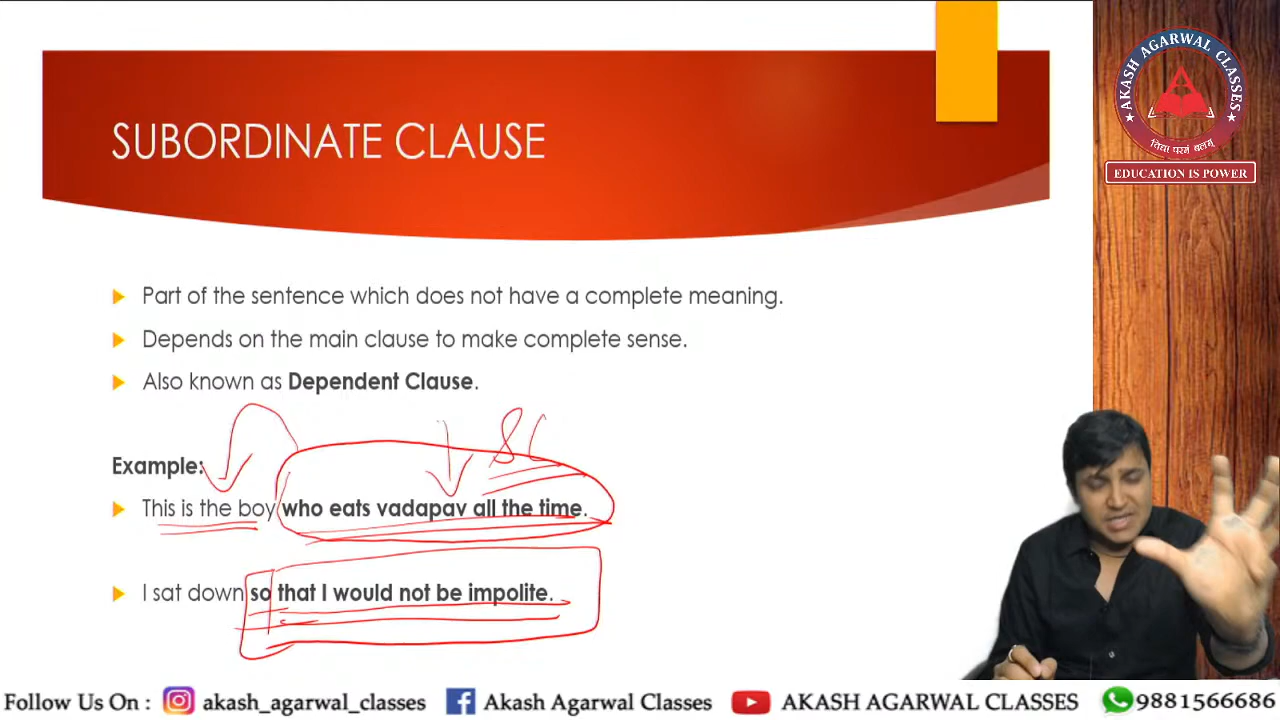 SUBORDINATE CLAUSE
AKASH AGARWAL CLASSES
विद्या परमं बलम्
EDUCATION IS POWER
Part of the sentence which does not have a complete meaning.
Depends on the main clause to make complete sense.
Also known as Dependent Clause.
SC
Example:
This is the boy who eats vadapav all the time.
I sat down so that I would not be impolite.
Follow Us On : akash_agarwal_classes Akash Agarwal Classes AKASH AGARWAL CLASSES 9881566686